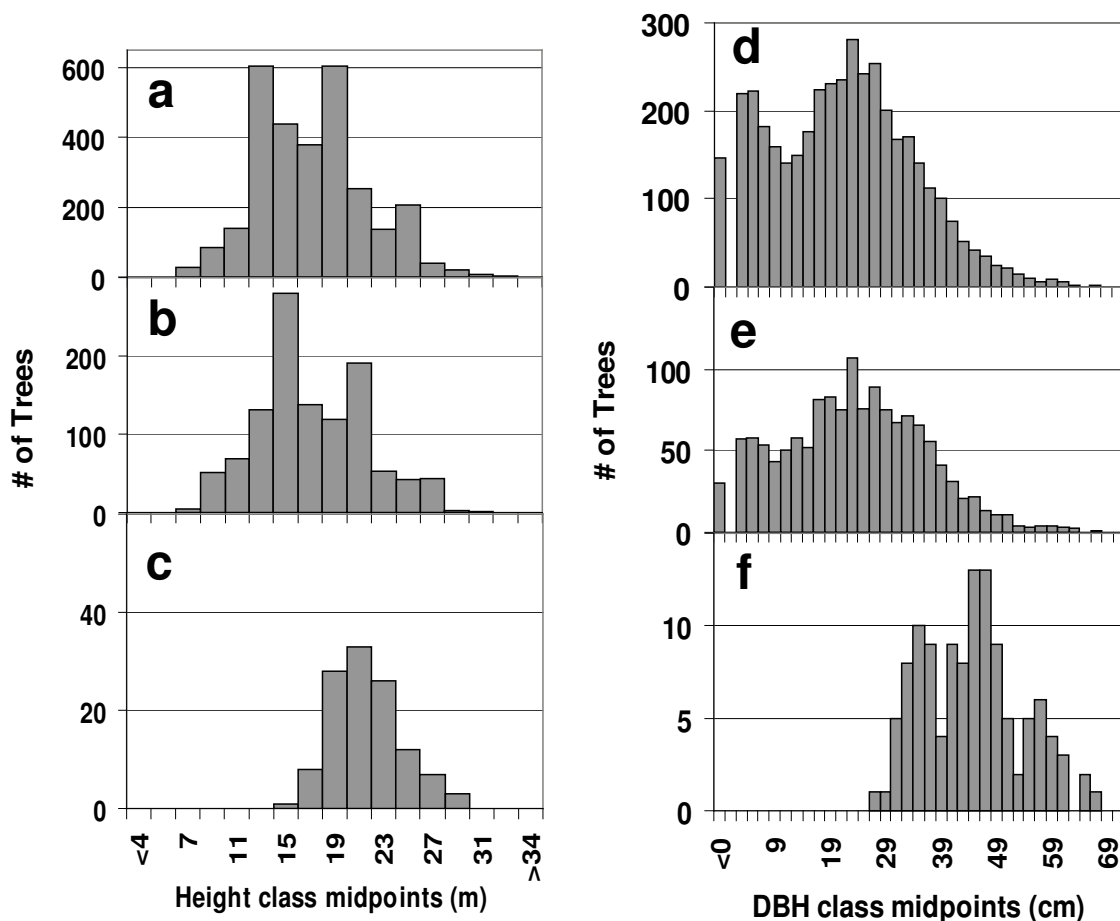 a
600
400
200
0
b
200
100
0
c
40
20
0
# of Trees
<4 7 11 15 19 23 27 31 >34
Height class midpoints (m)
d
300
200
100
0
e
100
50
0
f
10
5
0
# of Trees
<0 9 19 29 39 49 59 69
DBH class midpoints (cm)